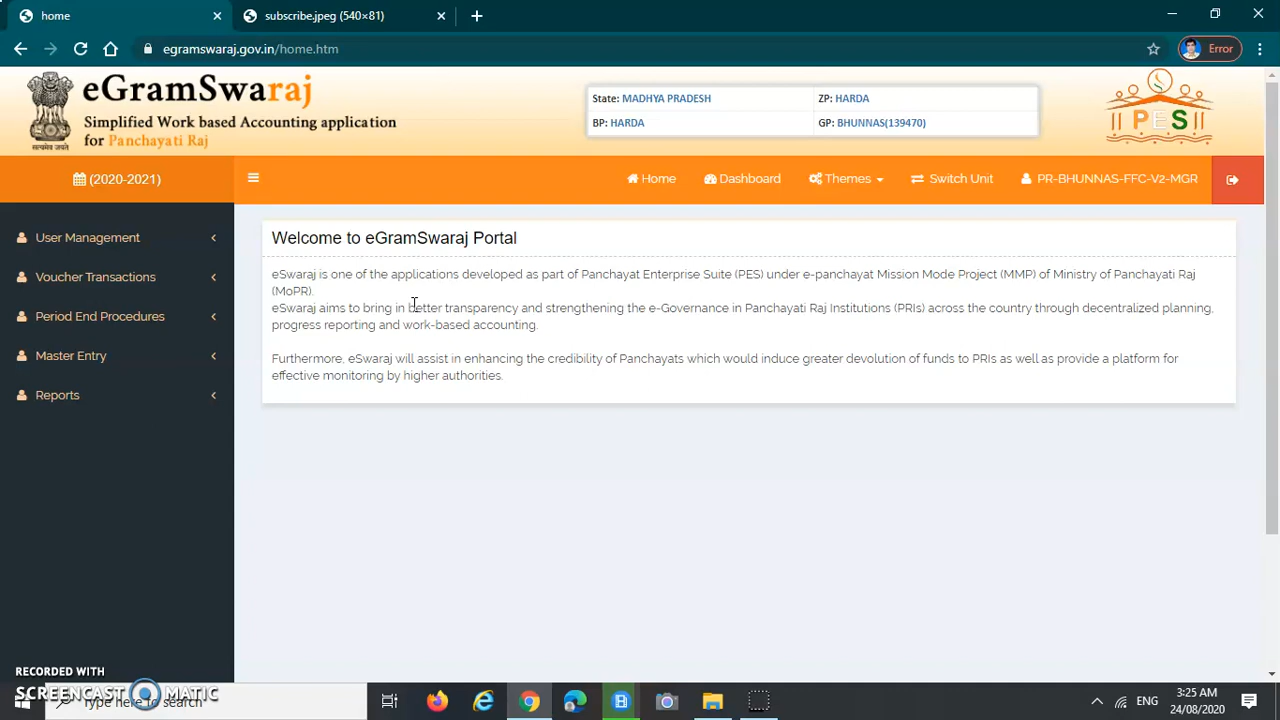 home
subscribe.jpeg (540×81)
egramswaraj.gov.in/home.htm
Error
eGramSwaraj
Simplified Work based Accounting application
for Panchayati Raj
सत्यमेव जयते
State: MADHYA PRADESH
ZP: HARDA
BP: HARDA
GP: BHUNNAS(139470)
PES
(2020-2021)
Home
Dashboard
Themes
Switch Unit
PR-BHUNNAS-FFC-V2-MGR
User Management
Voucher Transactions
Period End Procedures
Master Entry
Reports
Welcome to eGramSwaraj Portal
eSwaraj is one of the applications developed as part of Panchayat Enterprise Suite (PES) under e-panchayat Mission Mode Project (MMP) of Ministry of Panchayati Raj
(MoPR).
eSwaraj aims to bring in better transparency and strengthening the e-Governance in Panchayati Raj Institutions (PRIs) across the country through decentralized planning,
progress reporting and work-based accounting.
Furthermore, eSwaraj will assist in enhancing the credibility of Panchayats which would induce greater devolution of funds to PRIs as well as provide a platform for
effective monitoring by higher authorities.
RECORDED WITH
SCREENCAST MATIC
Type here to search
ENG
3:25 AM
24/08/2020